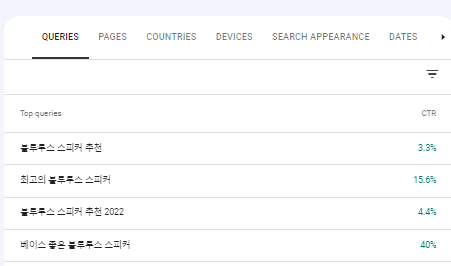 QUERIES PAGES COUNTRIES DEVICES SEARCH APPEARANCE DATES
Top queries CTR
블루투스 스피커 추천 3.3%
최고의 블루투스 스피커 15.6%
블루투스 스피커 추천 2022 4.4%
베이스 좋은 블루투스 스피커 40%